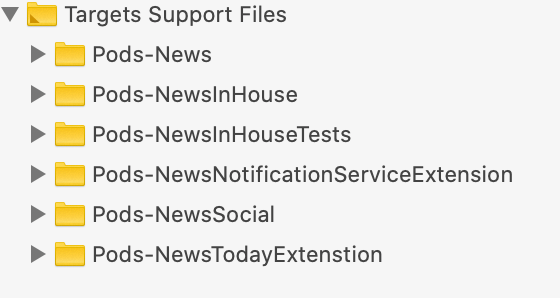 Targets Support Files
Pods-News
Pods-NewsInHouse
Pods-NewsInHouseTests
Pods-NewsNotificationServiceExtension
Pods-NewsSocial
Pods-NewsTodayExtenstion